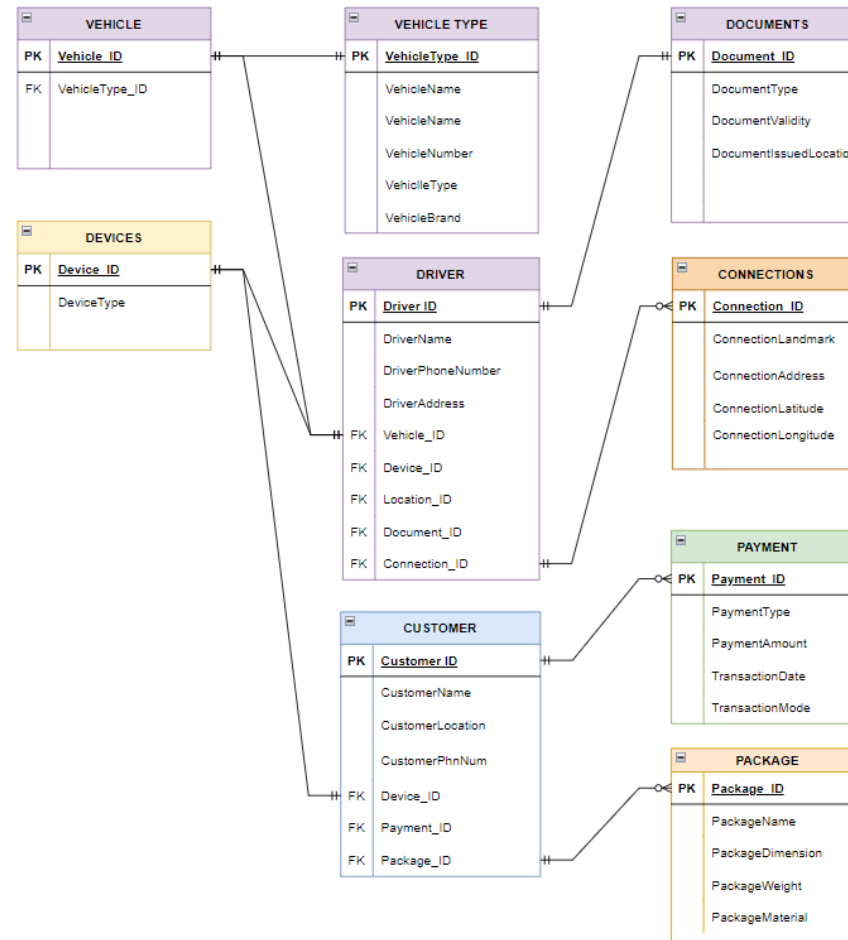 VEHICLE
PK Vehicle_ID
FK VehicleType_ID
VEHICLE TYPE
PK VehicleType_ID
VehicleName
VehicleName
VehicleNumber
VehiclleType
VehicleBrand
DOCUMENTS
PK Document_ID
DocumentType
DocumentValidity
DocumentIssuedLocatio
DEVICES
PK Device_ID
DeviceType
DRIVER
PK Driver ID
DriverName
DriverPhoneNumber
DriverAddress
FK Vehicle_ID
FK Device_ID
FK Location_ID
FK Document_ID
FK Connection_ID
CONNECTIONS
PK Connection_ID
ConnectionLandmark
ConnectionAddress
ConnectionLatitude
ConnectionLongitude
CUSTOMER
PK Customer ID
CustomerName
CustomerLocation
CustomerPhnNum
FK Device_ID
FK Payment_ID
FK Package_ID
PAYMENT
PK Payment_ID
PaymentType
PaymentAmount
TransactionDate
TransactionMode
PACKAGE
PK Package_ID
PackageName
PackageDimension
PackageWeight
PackageMaterial